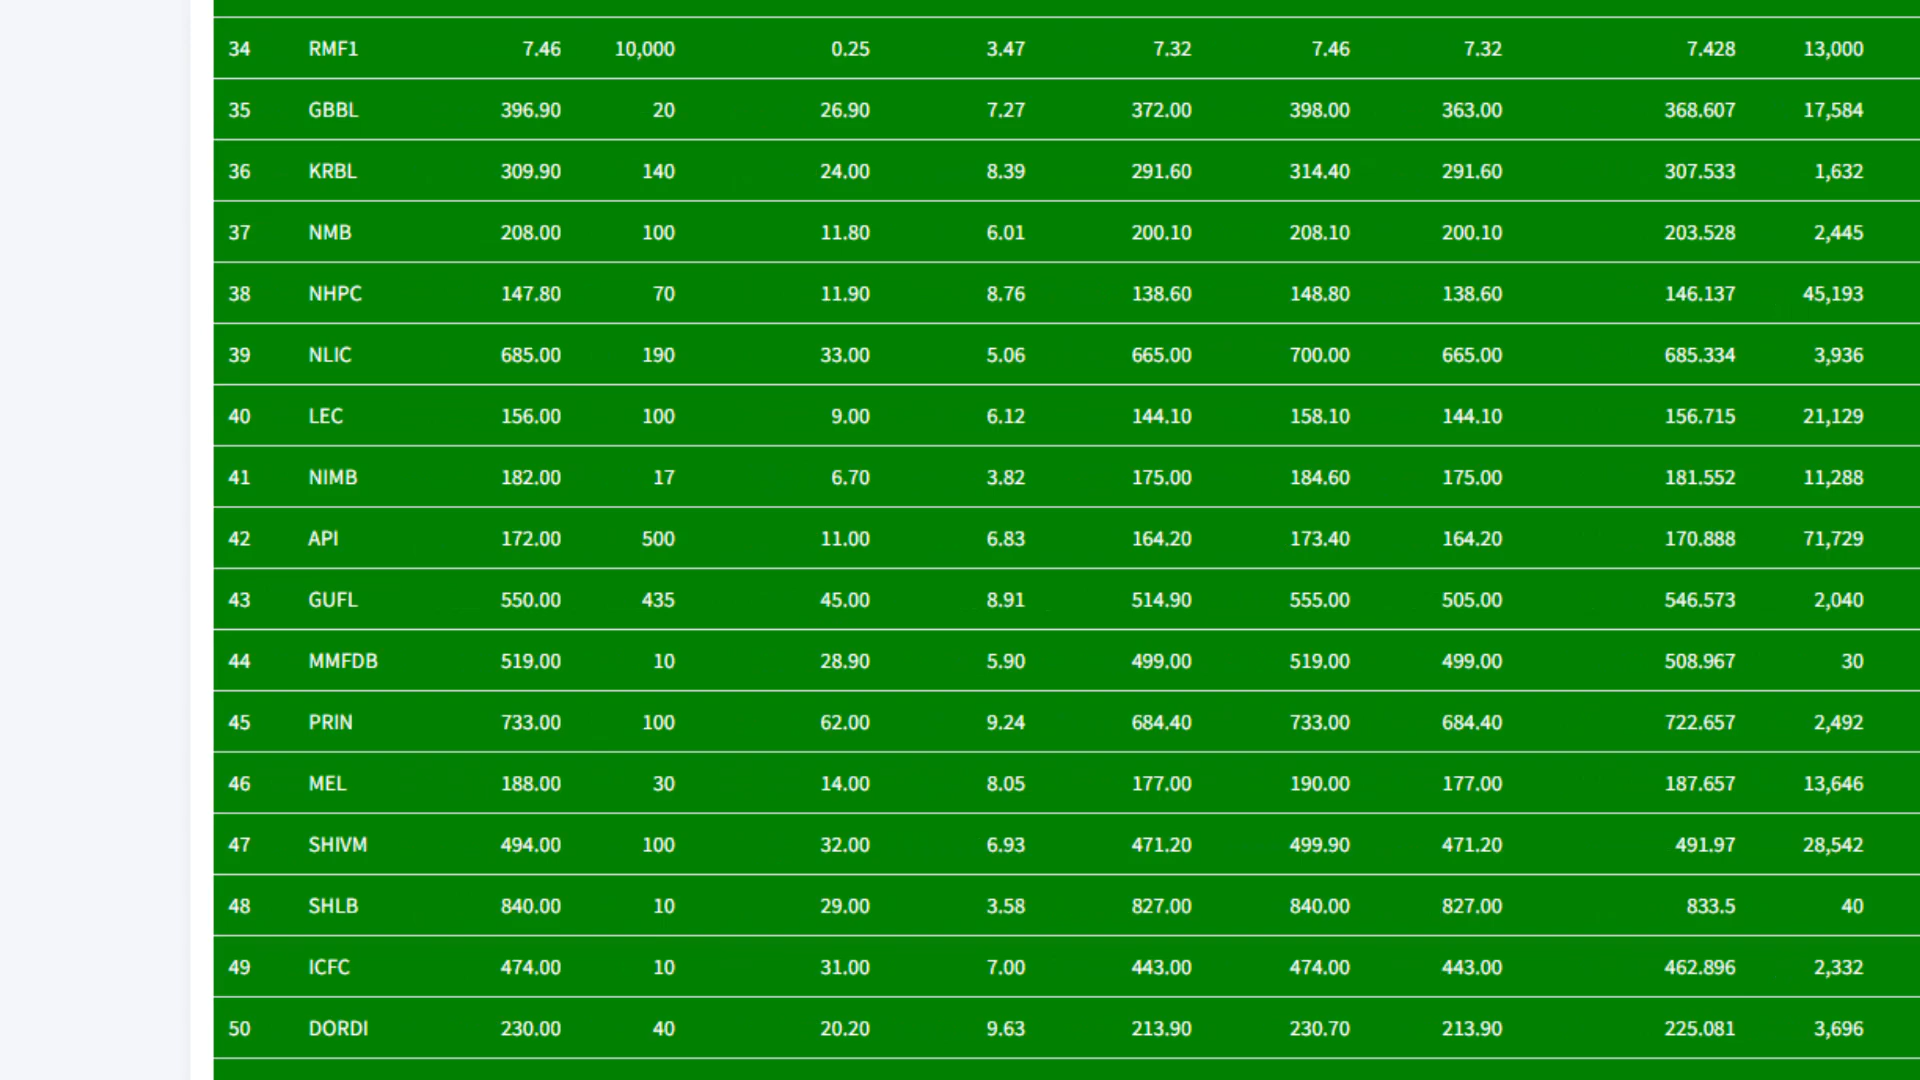 34 RMF1 7.46 10,000 0.25 3.47 7.32 7.46 7.32 7.428 13,000
35 GBBL 396.90 20 26.90 7.27 372.00 398.00 363.00 368.607 17,584
36 KRBL 309.90 140 24.00 8.39 291.60 314.40 291.60 307.533 1,632
37 NMB 208.00 100 11.80 6.01 200.10 208.10 200.10 203.528 2,445
38 NHPC 147.80 70 11.90 8.76 138.60 148.80 138.60 146.137 45,193
39 NLIC 685.00 190 33.00 5.06 665.00 700.00 665.00 685.334 3,936
40 LEC 156.00 100 9.00 6.12 144.10 158.10 144.10 156.715 21,129
41 NIMB 182.00 17 6.70 3.82 175.00 184.60 175.00 181.552 11,288
42 API 172.00 500 11.00 6.83 164.20 173.40 164.20 170.888 71,729
43 GUFL 550.00 435 45.00 8.91 514.90 555.00 505.00 546.573 2,040
44 MMFDB 519.00 10 28.90 5.90 499.00 519.00 499.00 508.967 30
45 PRIN 733.00 100 62.00 9.24 684.40 733.00 684.40 722.657 2,492
46 MEL 188.00 30 14.00 8.05 177.00 190.00 177.00 187.657 13,646
47 SHIVM 494.00 100 32.00 6.93 471.20 499.90 471.20 491.97 28,542
48 SHLB 840.00 10 29.00 3.58 827.00 840.00 827.00 833.5 40
49 ICFC 474.00 10 31.00 7.00 443.00 474.00 443.00 462.896 2,332
50 DORDI 230.00 40 20.20 9.63 213.90 230.70 213.90 225.081 3,696